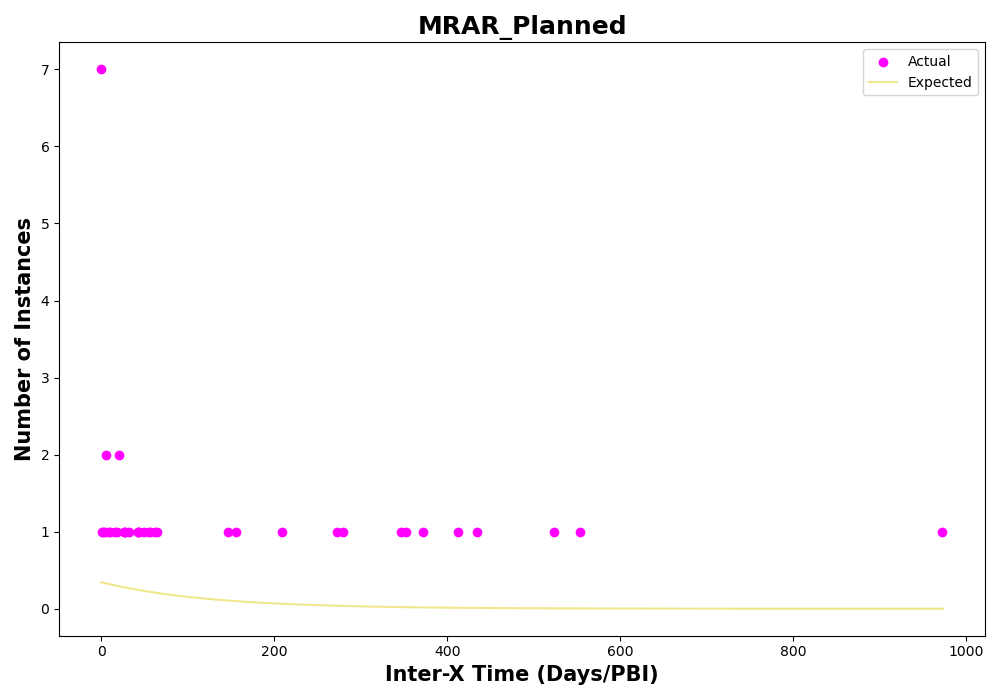 MRAR_Planned
Number of Instances
7
6
5
4
3
2
1
0
Actual
Expected
0 200 400 600 800 1000
Inter-X Time (Days/PBI)